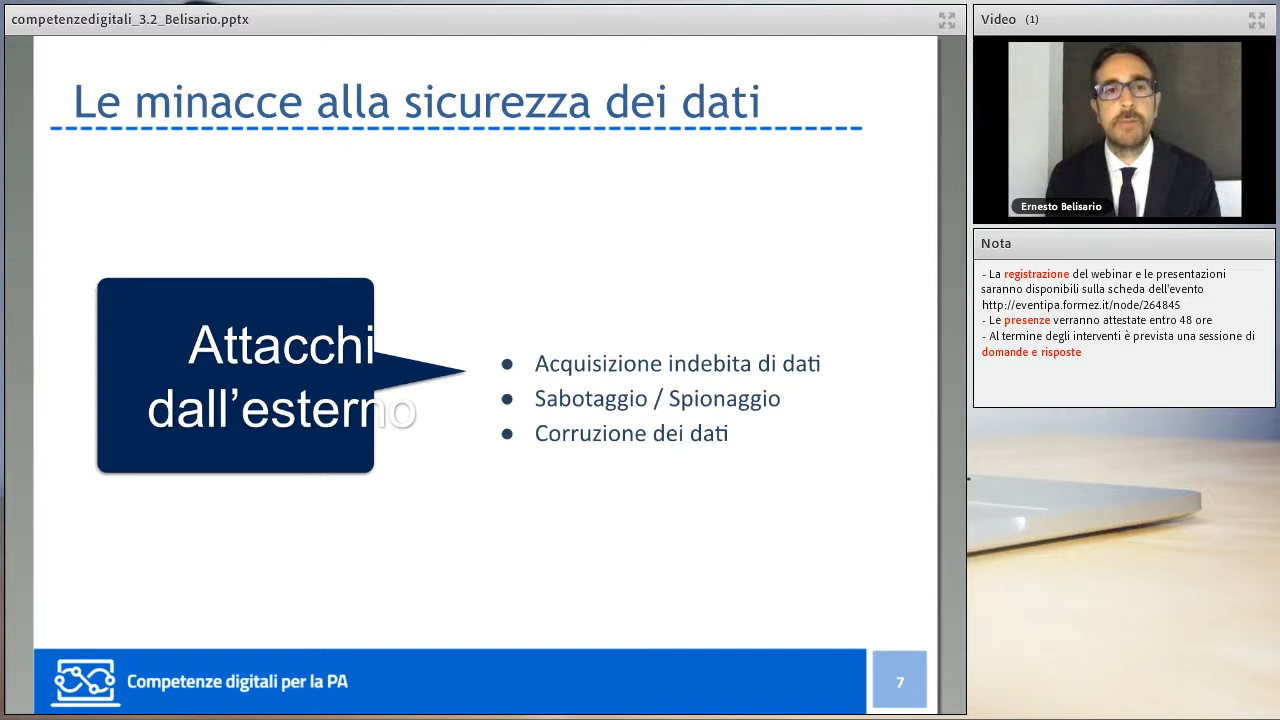 competenzedigitali_3.2_Belisario.pptx
Le minacce alla sicurezza dei dati
Attacchi
dall’esterno
● Acquisizione indebita di dati
● Sabotaggio / Spionaggio
● Corruzione dei dati
Competenze digitali per la PA
7
Video (1)
Ernesto Belisario
Nota
- La registrazione del webinar e le presentazioni
saranno disponibili sulla scheda dell'evento
http://eventipa.formez.it/node/264845
- Le presenze verranno attestate entro 48 ore
- Al termine degli interventi è prevista una sessione di
domande e risposte